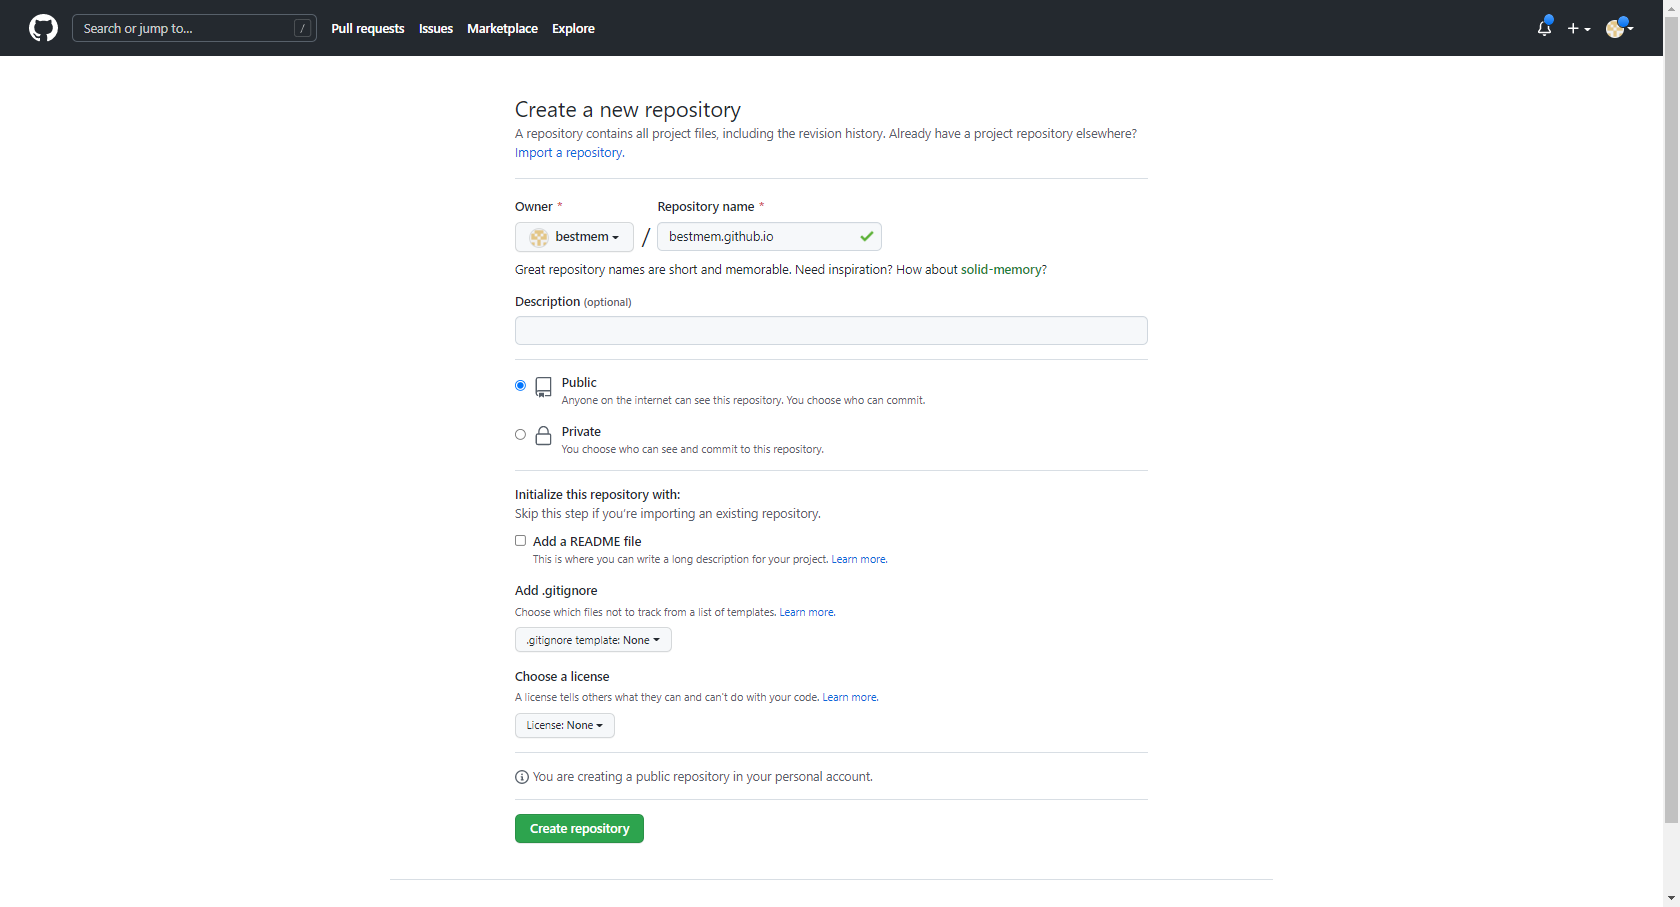 Search or jump to...
/
Pull requests
Issues
Marketplace
Explore
Create a new repository
A repository contains all project files, including the revision history. Already have a project repository elsewhere?
Import a repository.
Owner *
Repository name *
bestmem
/
bestmem.github.io
Great repository names are short and memorable. Need inspiration? How about solid-memory?
Description (optional)
Public
Anyone on the internet can see this repository. You choose who can commit.
Private
You choose who can see and commit to this repository.
Initialize this repository with:
Skip this step if you're importing an existing repository.
Add a README file
This is where you can write a long description for your project. Learn more.
Add .gitignore
Choose which files not to track from a list of templates. Learn more.
.gitignore template: None
Choose a license
A license tells others what they can and can't do with your code. Learn more.
License: None
You are creating a public repository in your personal account.
Create repository